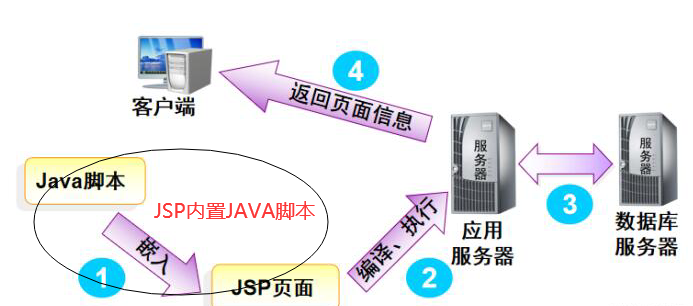 4
返回页面信息
客户端
服务器
服务器
Java脚本
JSP内置JAVA脚本
3
编译、执行
应用
服务器
数据库
服务器
嵌入
1
2
JSP页面